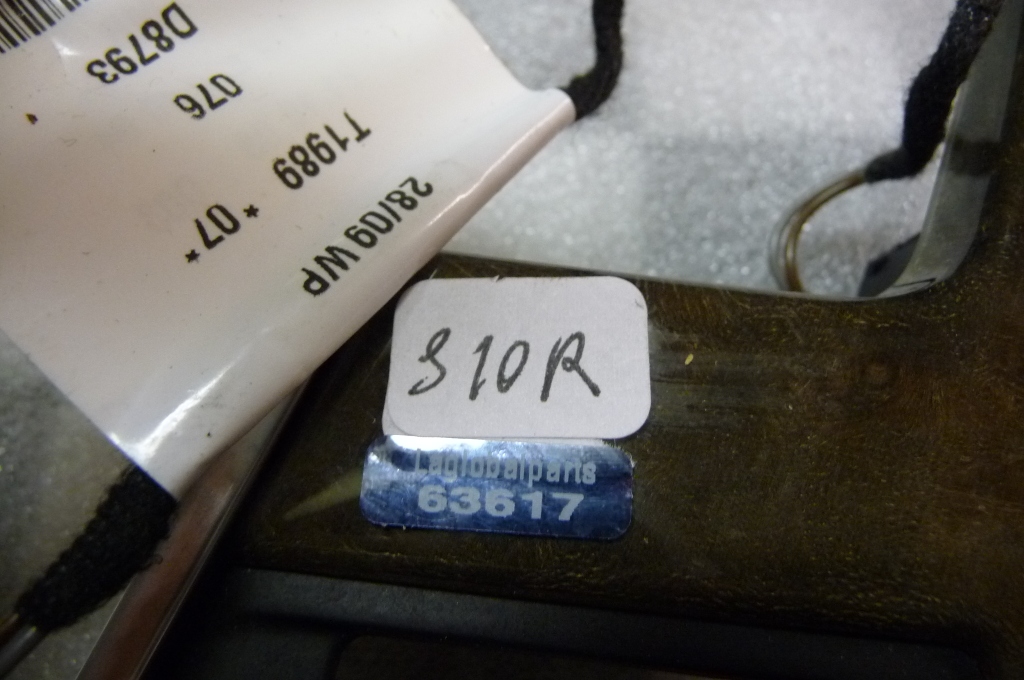 D8793
076
T1989
* 07 *
28/09 WP
S10R
Laglobalparts
63617